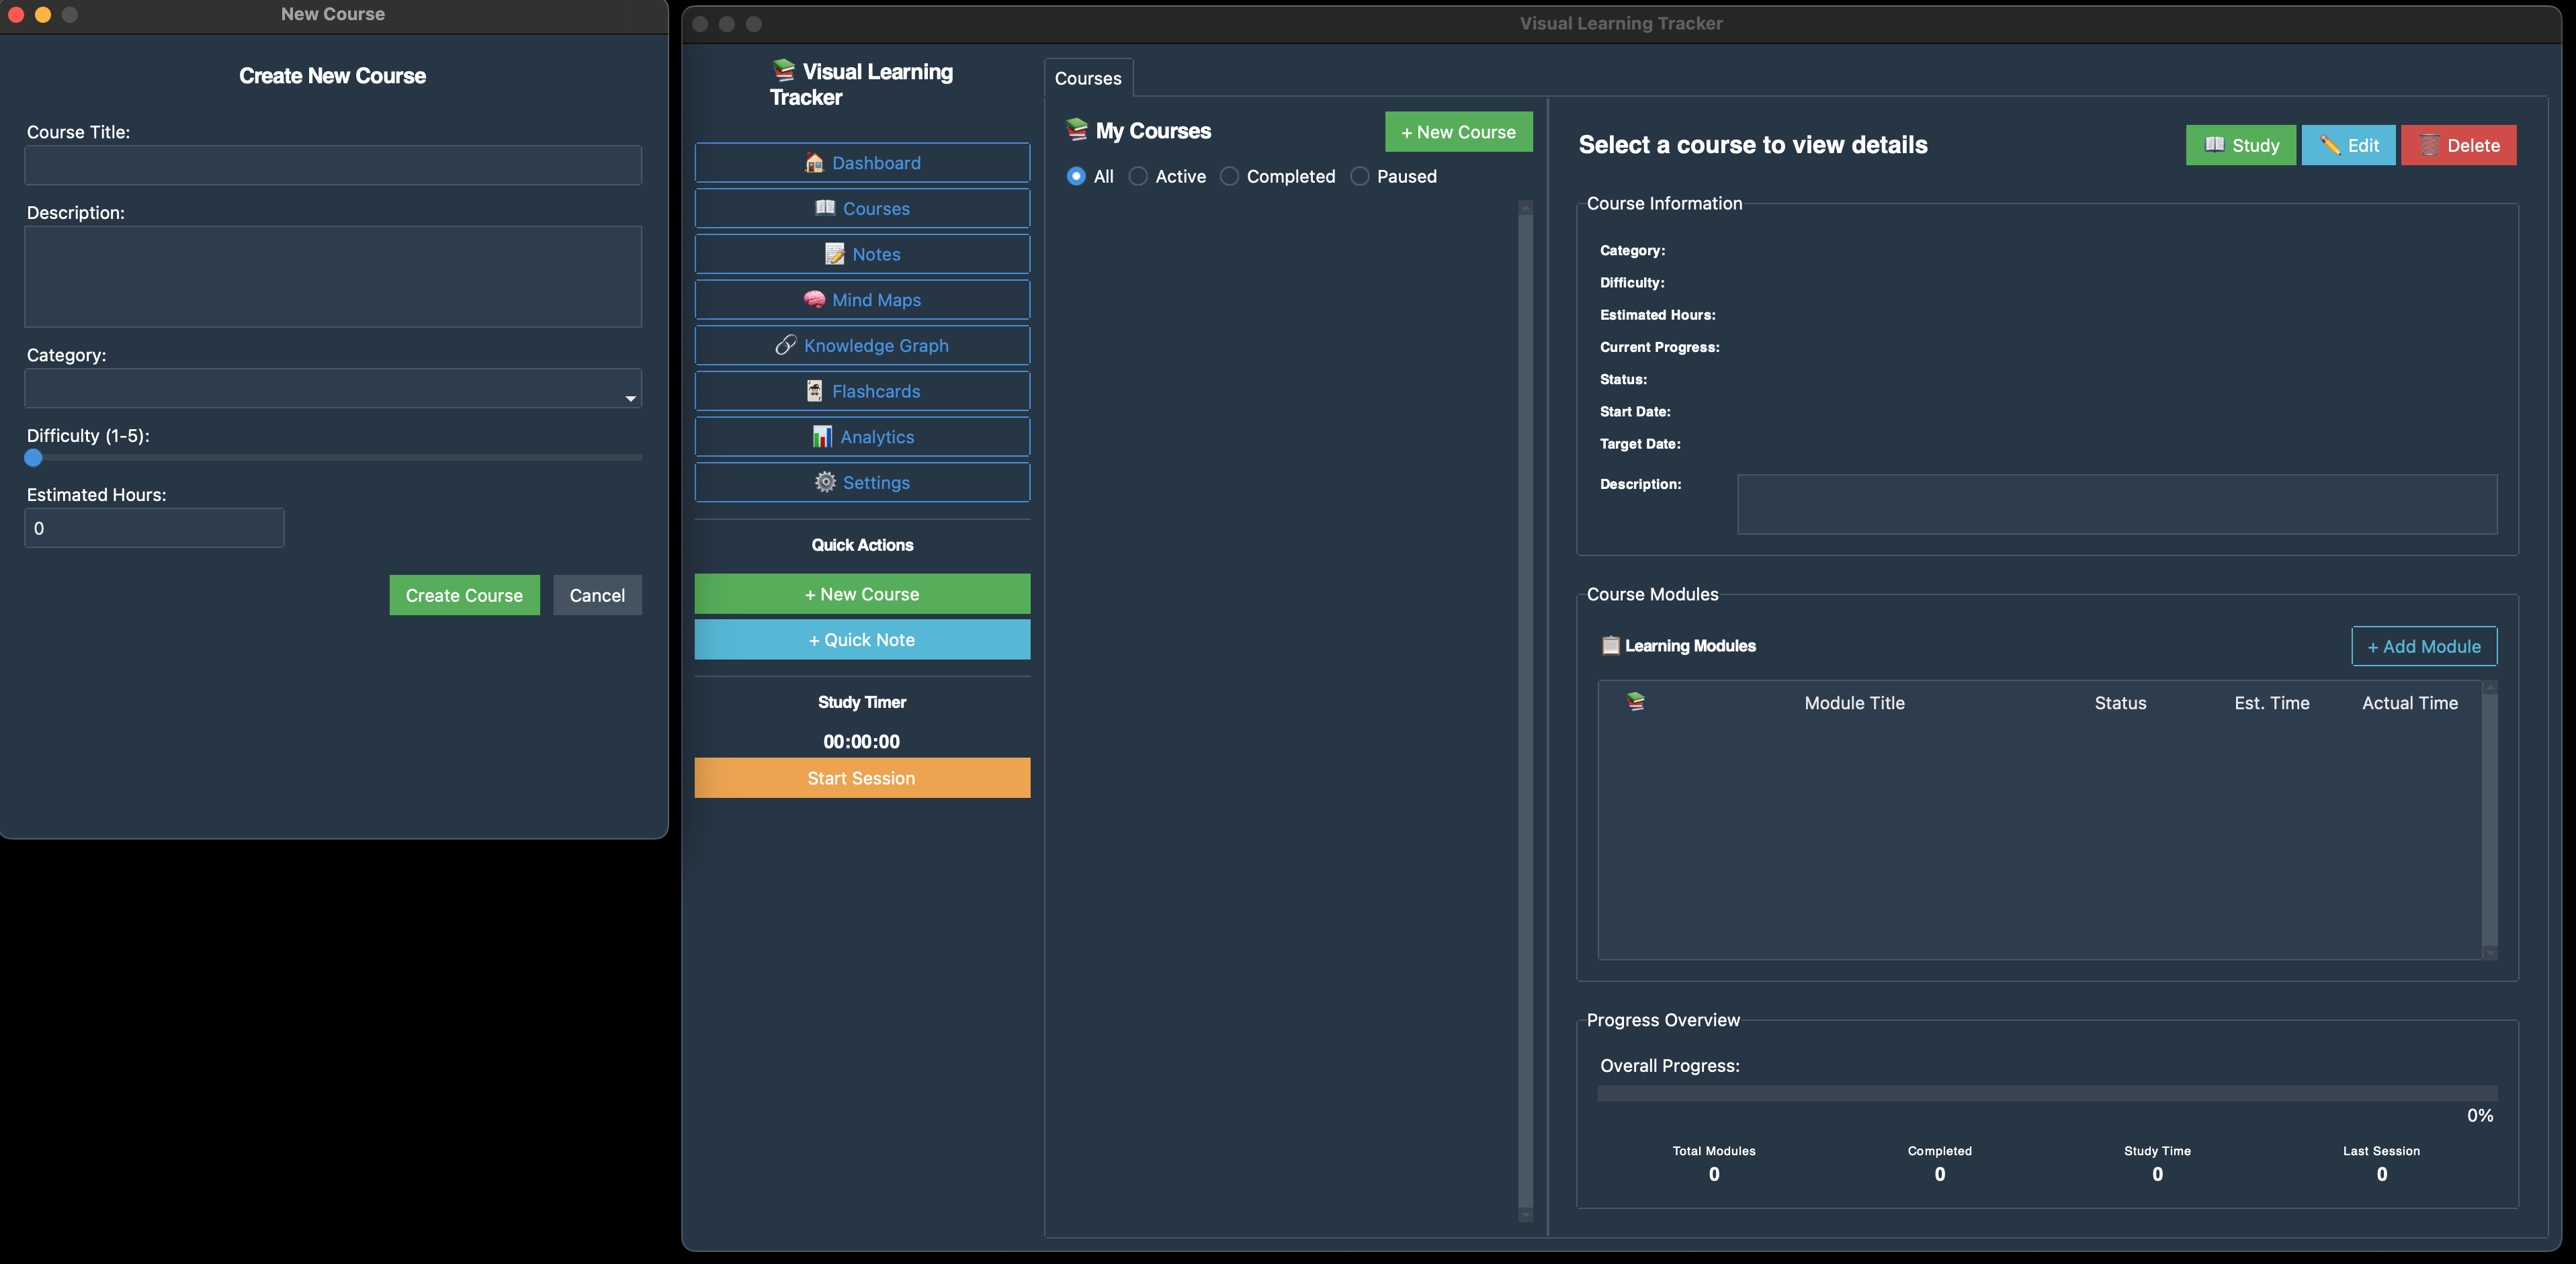 New Course
Create New Course
Course Title:
Description:
Category:
Difficulty (1-5):
Estimated Hours:
0
Create Course
Cancel
Visual Learning Tracker
Visual Learning
Tracker
Dashboard
Courses
Notes
Mind Maps
Knowledge Graph
Flashcards
Analytics
Settings
Quick Actions
+ New Course
+ Quick Note
Study Timer
00:00:00
Start Session
Courses
My Courses
+ New Course
All
Active
Completed
Paused
Select a course to view details
Study
Edit
Delete
Course Information
Category:
Difficulty:
Estimated Hours:
Current Progress:
Status:
Start Date:
Target Date:
Description:
Course Modules
Learning Modules
+ Add Module
Module Title
Status
Est. Time
Actual Time
Progress Overview
Overall Progress:
0%
Total Modules
0
Completed
0
Study Time
0
Last Session
0